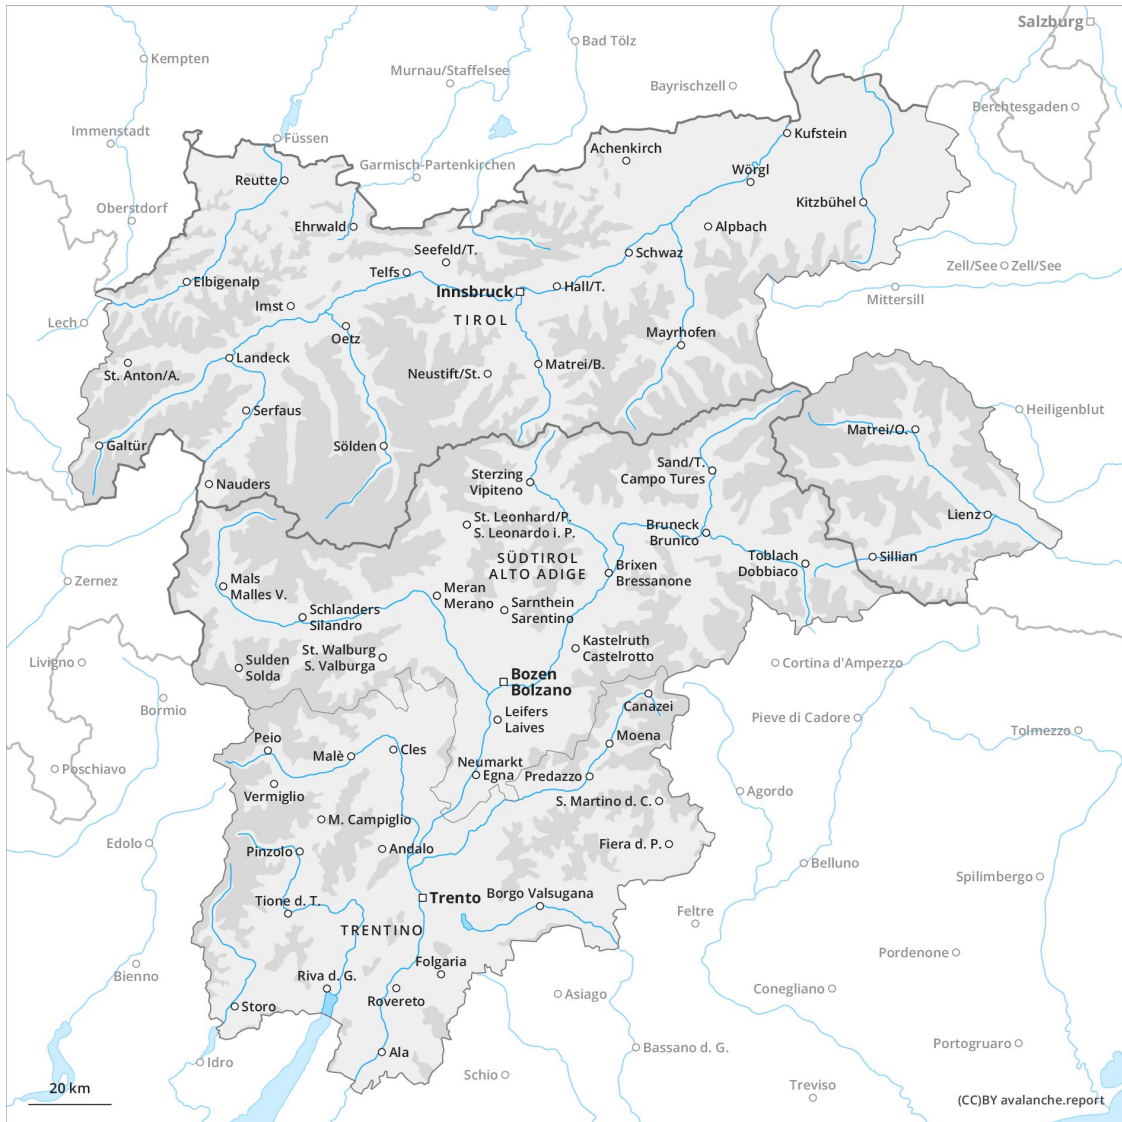 Salzburg
Bad Tölz
Kempten
Murnau/Staffelsee
Bayrischzell
Berchtesgaden
Immenstadt
Füssen
Kufstein
Achenkirch
Garmisch-Partenkirchen
Wörgl
Reutte
Kitzbühel
Oberstdorf
Ehrwald
Alpbach
Seefeld/T.
Schwaz
Telfs
Zell/See
Zell/See
Elbigenalp
Hall/T.
Innsbruck
Mittersill
Imst
TIROL
Lech
Oetz
Mayrhofen
Landeck
Matrei/B.
St. Anton/A.
Neustift/St.
Serfaus
Heiligenblut
Matrei/O.
Galtür
Sölden
Sand/T.
Campo Tures
Sterzing
Vipiteno
Nauders
St. Leonhard/P.
S. Leonardo i. P.
Lienz
Bruneck
Brunico
SÜDTIROL
ALTO ADIGE
Toblach
Dobbiaco
Sillian
Brixen
Bressanone
Zernez
Mals
Malles V.
Meran
Merano
Sarnthein
Sarentino
Schlanders
Silandro
Kastelruth
Castelrotto
St. Walburg
S. Valburga
Livigno
Sulden
Solda
Cortina d'Ampezzo
Bozen
Bolzano
Bormio
Canazei
Leifers
Laives
Pieve di Cadore
Tolmezzo
Peio
Moena
Malè
Cles
Neumarkt
Egna
Predazzo
Poschiavo
Vermiglio
Agordo
S. Martino d. C.
M. Campiglio
Edolo
Pinzolo
Andalo
Fiera d. P.
Belluno
Spilimbergo
Tione d. T.
Trento
Borgo Valsugana
Feltre
TRENTINO
Pordenone
Folgaria
Bienno
Riva d. G.
Rovereto
Asiago
Conegliano
Storo
Portogruaro
Ala
Bassano d. G.
Idro
Schio
Treviso
20 km
(CC)BY avalanche.report